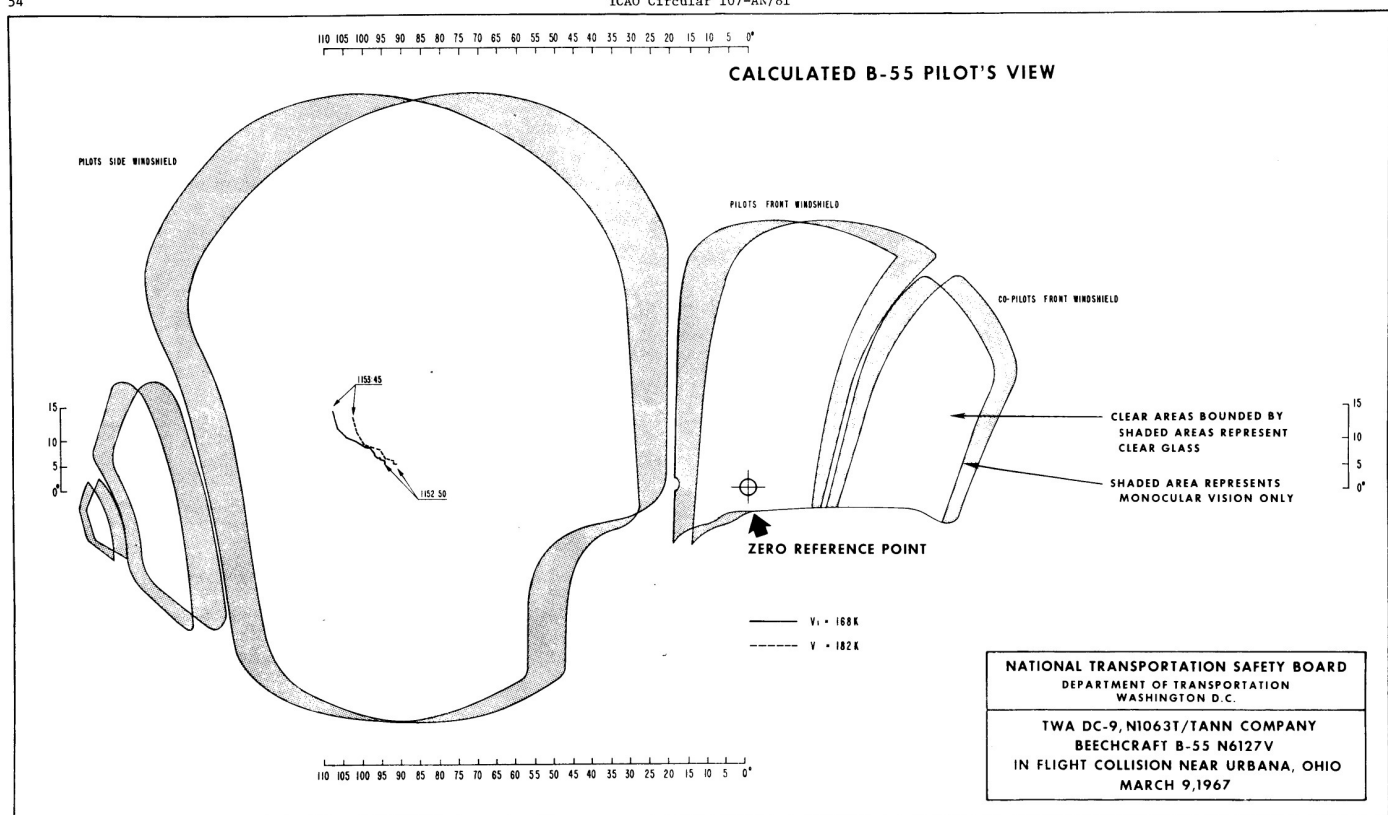 54
ICAO Circular 107-AN/81
110 105 100 95 90 85 80 75 70 65 60 55 50 45 40 35 30 25 20 15 10 5 0°
CALCULATED B-55 PILOT'S VIEW
PILOTS SIDE WINDSHIELD
PILOTS FRONT WINDSHIELD
CO-PILOTS FRONT WINDSHIELD
1153:45
15
10
5
0°
1152:50
15
10
5
0°
CLEAR AREAS BOUNDED BY
SHADED AREAS REPRESENT
CLEAR GLASS
SHADED AREA REPRESENTS
MONOCULAR VISION ONLY
ZERO REFERENCE POINT
V₁ = 168K
V = 182K
110 105 100 95 90 85 80 75 70 65 60 55 50 45 40 35 30 25 20 15 10 5 0°
NATIONAL TRANSPORTATION SAFETY BOARD
DEPARTMENT OF TRANSPORTATION
WASHINGTON D.C.
TWA DC-9, N1063T/TANN COMPANY
BEECHCRAFT B-55 N6127V
IN FLIGHT COLLISION NEAR URBANA, OHIO
MARCH 9,1967